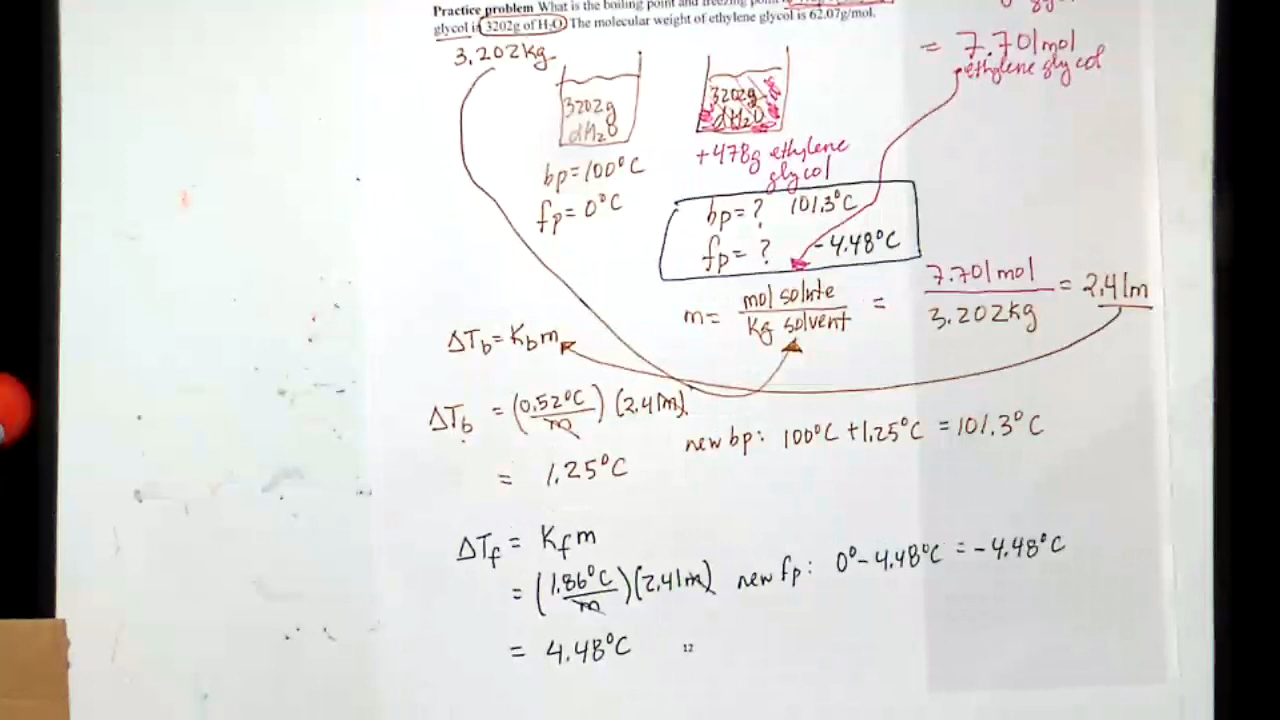 Practice problem What is the boiling point and freezing point
glycol in 3202g of H₂O The molecular weight of ethylene glycol is 62.07g/mol.
= 7.701mol
ethylene glycol
3.202kg
3202g
dH₂O
3202g
dH₂O
+478g ethylene
glycol
bp=100°C
fp=0°C
bp=? 101.3°C
fp=? -4.48°C
m= mol solute / Kg solvent = 7.701mol / 3.202kg = 2.41m
ΔTb=Kbm
ΔTb = (0.52°C / m) (2.41m)
= 1.25°C
new bp: 100°C +1.25°C = 101.3°C
ΔTf = Kfm
= (1.86°C / m)(2.41m)
new fp: 0°-4.48°C = -4.48°C
= 4.48°C
12